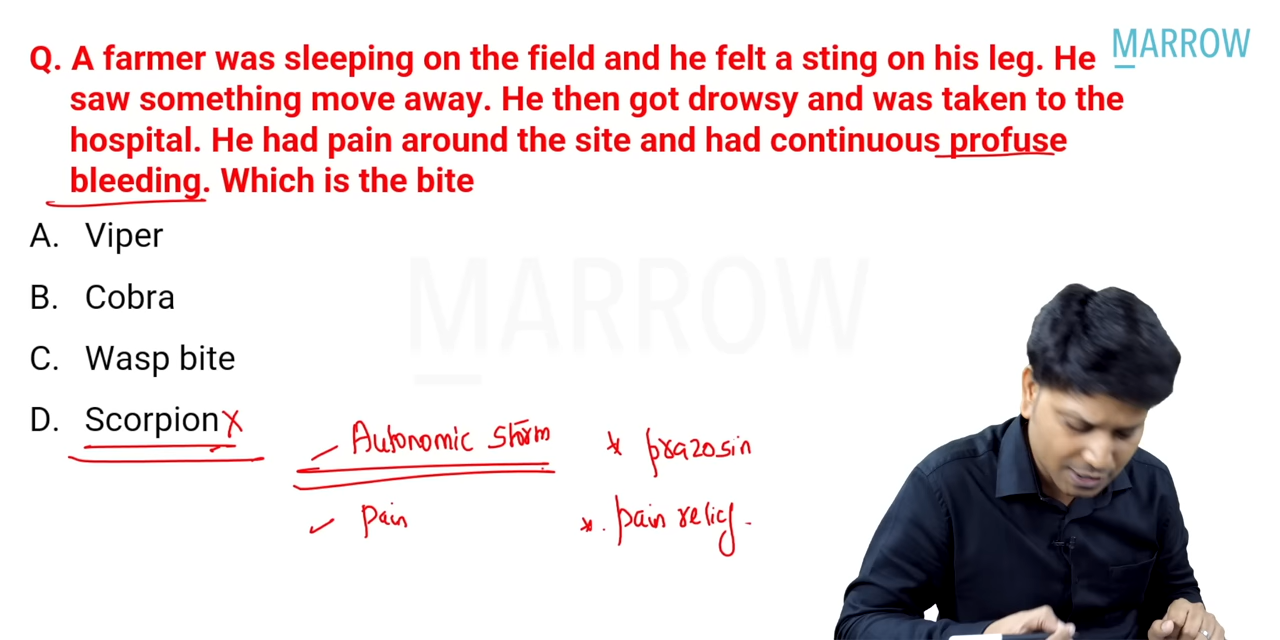 MARROW
Q. A farmer was sleeping on the field and he felt a sting on his leg. He
saw something move away. He then got drowsy and was taken to the
hospital. He had pain around the site and had continuous profuse
bleeding. Which is the bite
A. Viper
B. Cobra
MARROW
C. Wasp bite
D. Scorpion x
Autonomic storm
* prazosin
Pain
* pain relief.